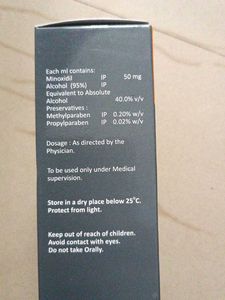 Each ml contains:
Minoxidil IP 50 mg
Alcohol (95%) IP
Equivalent to Absolute
Alcohol 40.0% v/v
Preservatives :
Methylparaben IP 0.20% w/v
Propylparaben IP 0.02% w/v
Dosage : As directed by the
Physician.
To be used only under Medical
supervision.
Store in a dry place below 25°C.
Protect from light.
Keep out of reach of children.
Avoid contact with eyes.
Do not take Orally.